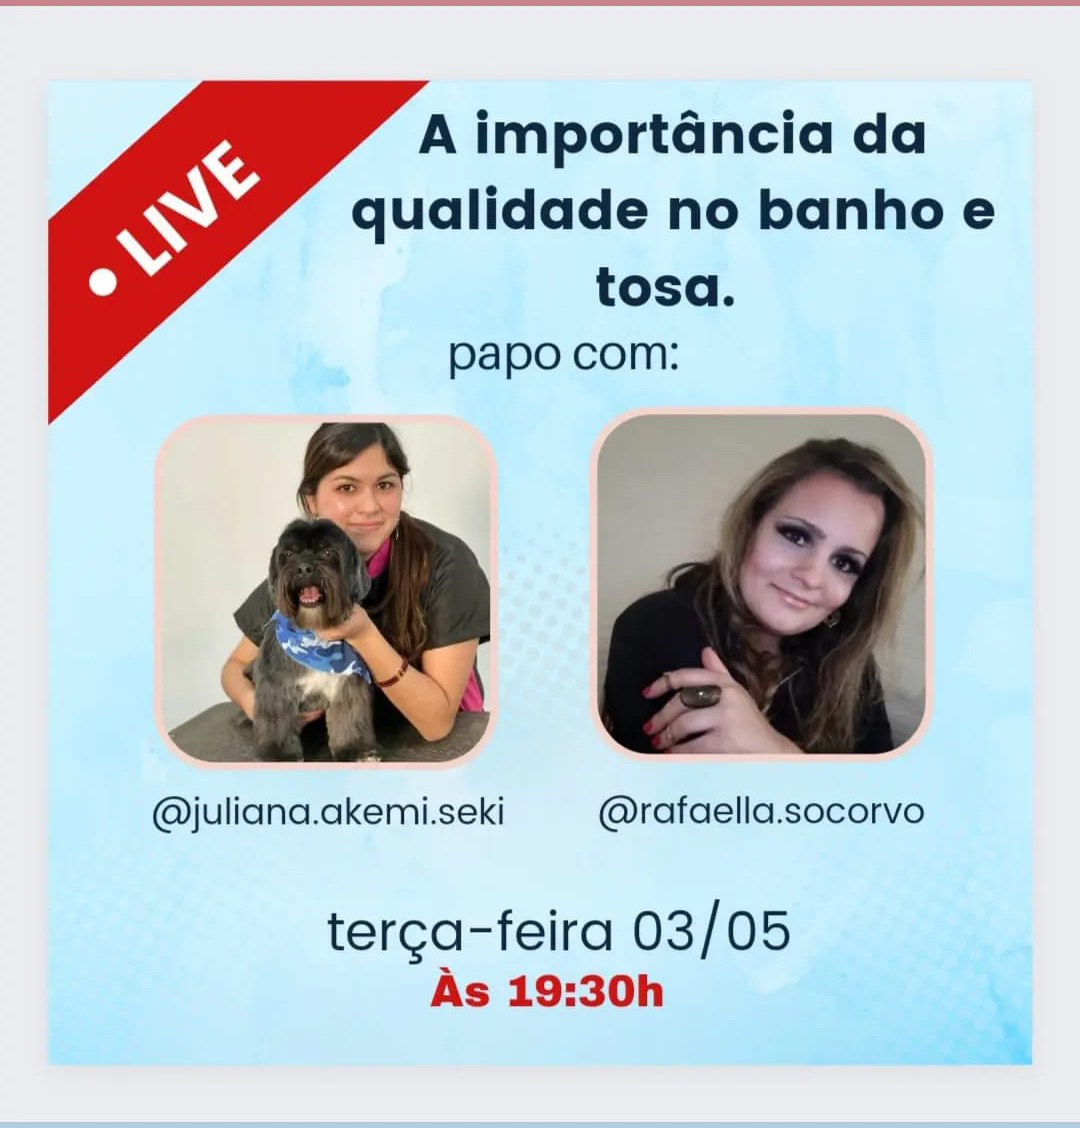 • LIVE
A importância da
qualidade no banho e
tosa.
papo com:
@juliana.akemi.seki
@rafaella.socorvo
terça-feira 03/05
Às 19:30h